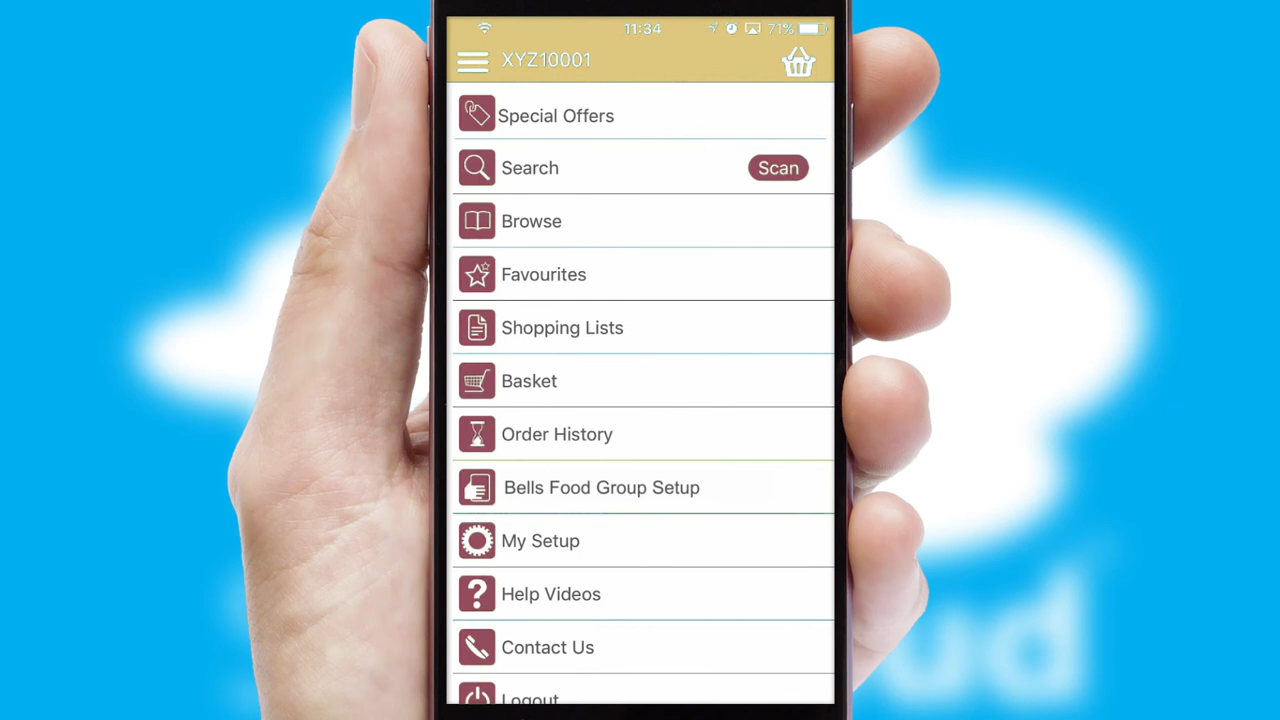 11:34 71%
XYZ10001
Special Offers
Search Scan
Browse
Favourites
Shopping Lists
Basket
Order History
Bells Food Group Setup
My Setup
Help Videos
Contact Us
Logout